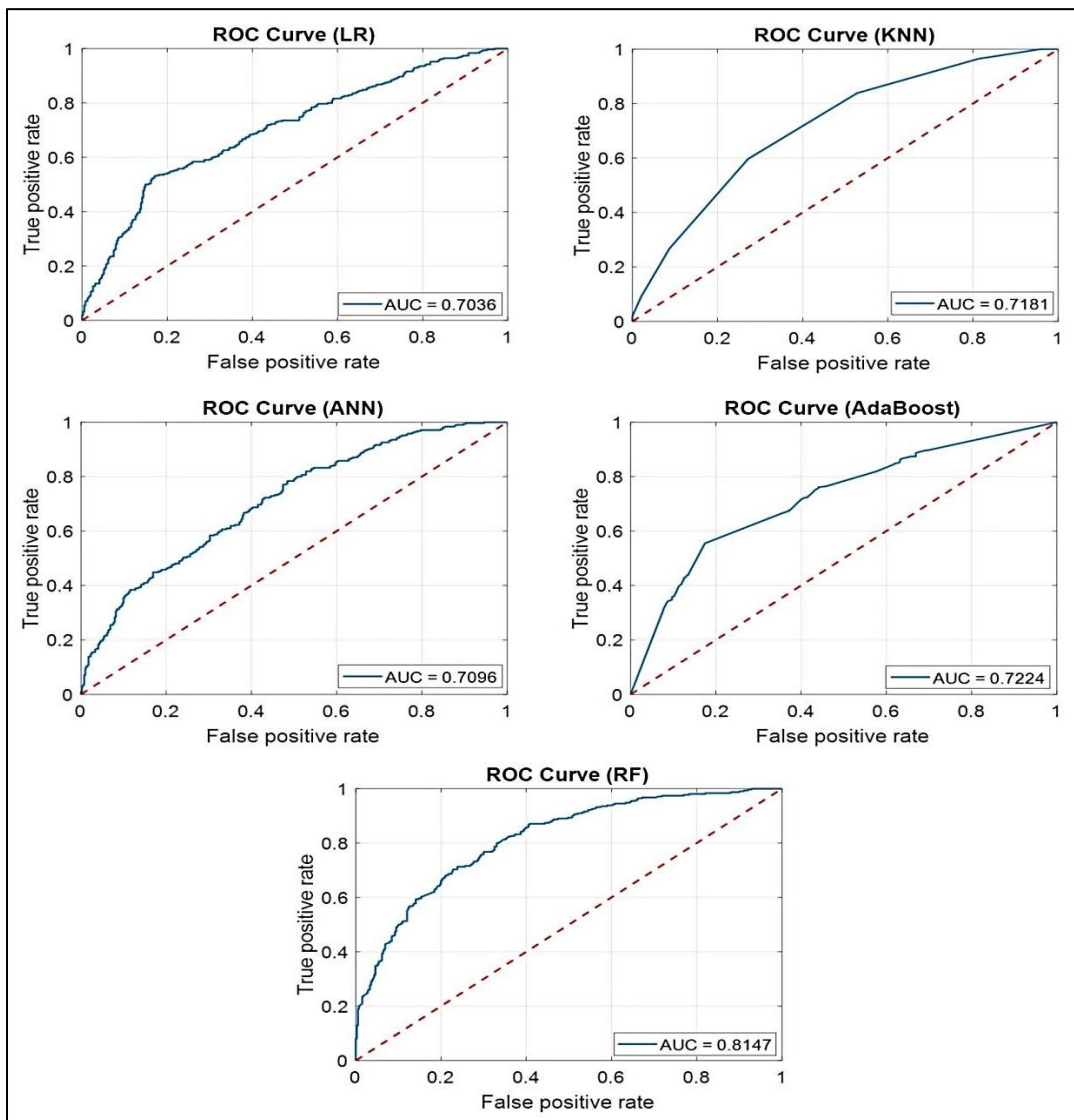 ROC Curve (LR)
1
0.8
0.6
0.4
0.2
0
True positive rate
AUC = 0.7036
0 0.2 0.4 0.6 0.8 1
False positive rate
ROC Curve (KNN)
1
0.8
0.6
0.4
0.2
0
True positive rate
AUC = 0.7181
0 0.2 0.4 0.6 0.8 1
False positive rate
ROC Curve (ANN)
1
0.8
0.6
0.4
0.2
0
True positive rate
AUC = 0.7096
0 0.2 0.4 0.6 0.8 1
False positive rate
ROC Curve (AdaBoost)
1
0.8
0.6
0.4
0.2
0
True positive rate
AUC = 0.7224
0 0.2 0.4 0.6 0.8 1
False positive rate
ROC Curve (RF)
1
0.8
0.6
0.4
0.2
0
True positive rate
AUC = 0.8147
0 0.2 0.4 0.6 0.8 1
False positive rate